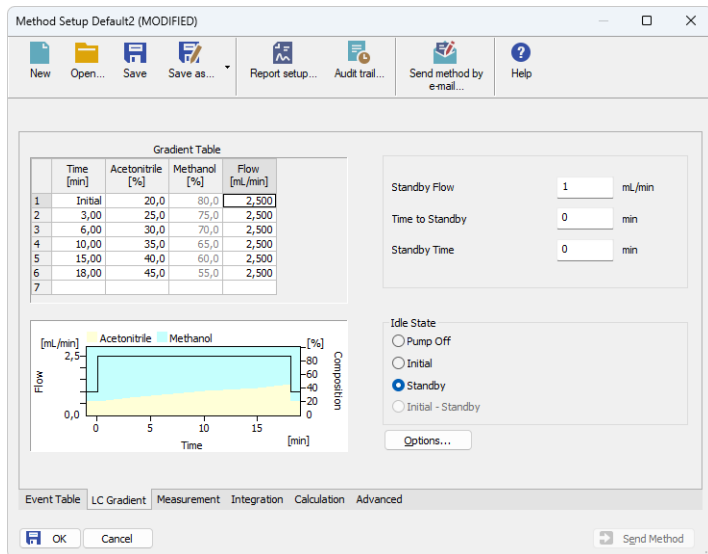 Method Setup Default2 (MODIFIED)
New Open... Save Save as... Report setup... Audit trail... Send method by e-mail... Help
Gradient Table
Time [min] Acetonitrile [%] Methanol [%] Flow [mL/min]
1 Initial 20,0 80,0 2,500
2 3,00 25,0 75,0 2,500
3 6,00 30,0 70,0 2,500
4 10,00 35,0 65,0 2,500
5 15,00 40,0 60,0 2,500
6 18,00 45,0 55,0 2,500
7
Standby Flow 1 mL/min
Time to Standby 0 min
Standby Time 0 min
[mL/min] Acetonitrile Methanol [%]
2,5
0,0
Flow
80
60
40
20
0
Composition
0 5 10 15 [min]
Time
Idle State
Pump Off
Initial
Standby
Initial - Standby
Options...
Event Table LC Gradient Measurement Integration Calculation Advanced
OK Cancel Send Method